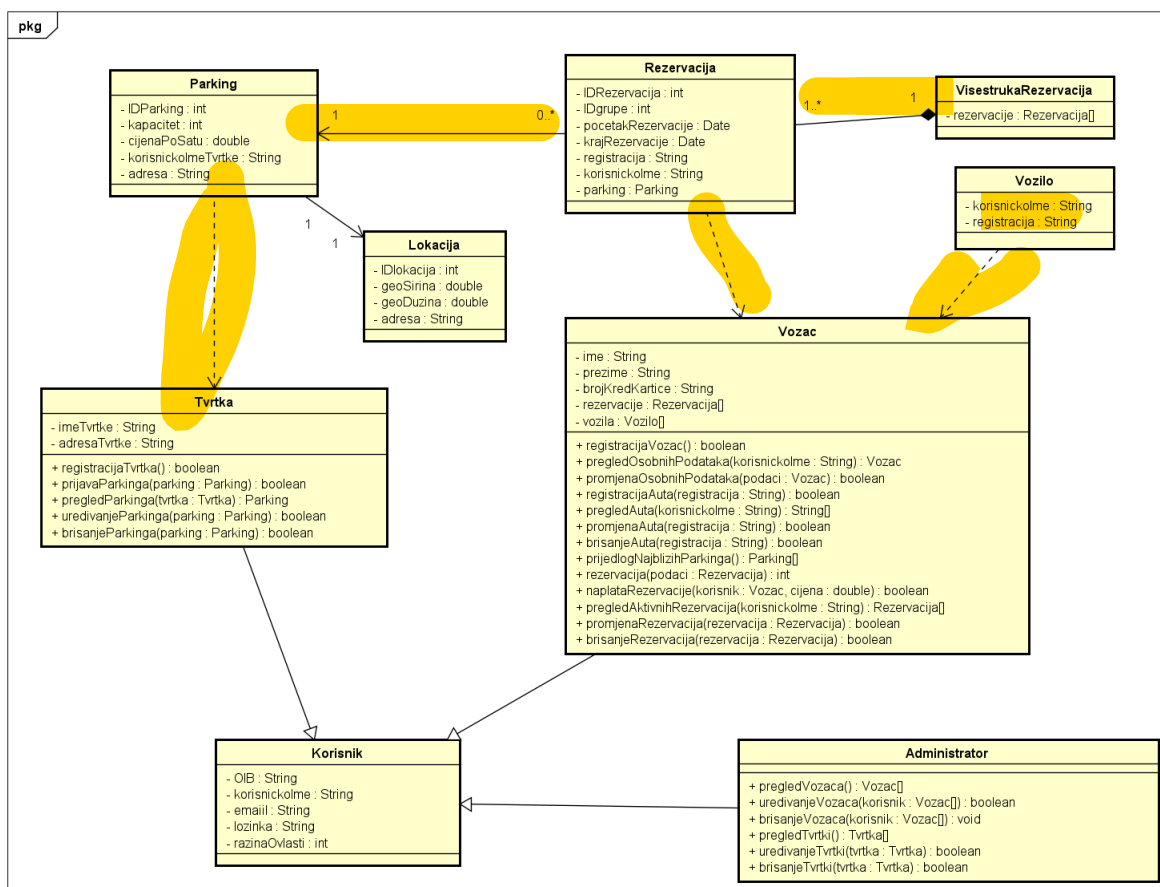 pkg
Parking
- IDParking : int
- kapacitet : int
- cijenaPoSatu : double
- korisnickoImeTvrtke : String
- adresa : String
1
0..*
Rezervacija
- IDRezervacija : int
- IDgrupe : int
- pocetakRezervacije : Date
- krajRezervacije : Date
- registracija : String
- korisnickoIme : String
- parking : Parking
1..*
1
VisestrukaRezervacija
- rezervacije : Rezervacija[]
Vozilo
- korisnickoIme : String
- registracija : String
1
1
Lokacija
- IDlokacija : int
- geoSirina : double
- geoDuzina : double
- adresa : String
Tvrtka
- imeTvrtke : String
- adresaTvrtke : String
+ registracijaTvrtka() : boolean
+ prijavaParkinga(parking : Parking) : boolean
+ pregledParkinga(tvrtka : Tvrtka) : Parking
+ uredivanjeParkinga(parking : Parking) : boolean
+ brisanjeParkinga(parking : Parking) : boolean
Vozac
- ime : String
- prezime : String
- brojKredKartice : String
- rezervacije : Rezervacija[]
- vozila : Vozilo[]
+ registracijaVozac() : boolean
+ pregledOsobnihPodataka(korisnickoIme : String) : Vozac
+ promjenaOsobnihPodataka(podaci : Vozac) : boolean
+ registracijaAuta(registracija : String) : boolean
+ pregledAuta(korisnickoIme : String) : String[]
+ promjenaAuta(registracija : String) : boolean
+ brisanjeAuta(registracija : String) : boolean
+ prijedlogNajblizihParkinga() : Parking[]
+ rezervacija(podaci : Rezervacija) : int
+ naplataRezervacije(korisnik : Vozac, cijena : double) : boolean
+ pregledAktivnihRezervacija(korisnickoIme : String) : Rezervacija[]
+ promjenaRezervacija(rezervacija : Rezervacija) : boolean
+ brisanjeRezervacija(rezervacija : Rezervacija) : boolean
Korisnik
- OIB : String
- korisnickoIme : String
- emaiil : String
- lozinka : String
- razinaOvlasti : int
Administrator
+ pregledVozaca() : Vozac[]
+ uredivanjeVozaca(korisnik : Vozac[]) : boolean
+ brisanjeVozaca(korisnik : Vozac[]) : void
+ pregledTvrtki() : Tvrtka[]
+ uredivanjeTvrtki(tvrtka : Tvrtka) : boolean
+ brisanjeTvrtki(tvrtka : Tvrtka) : boolean